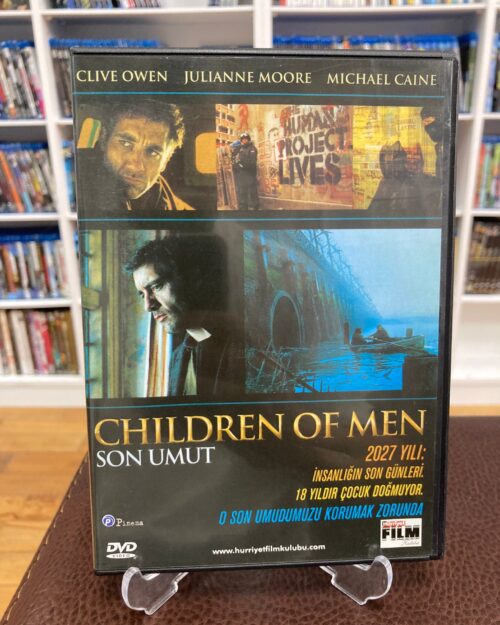 CLIVE OWEN JULIANNE MOORE MICHAEL CAINE
HUMAN
PROJECT
LIVES
CHILDREN OF MEN
SON UMUT
2027 YILI:
İNSANLIĞIN SON GÜNLERİ.
18 YILDIR ÇOCUK DOĞMUYOR.
O SON UMUDUMUZU KORUMAK ZORUNDA
Pinema
DVD
VIDEO
www.hurriyetfilmkulubu.com
FILM